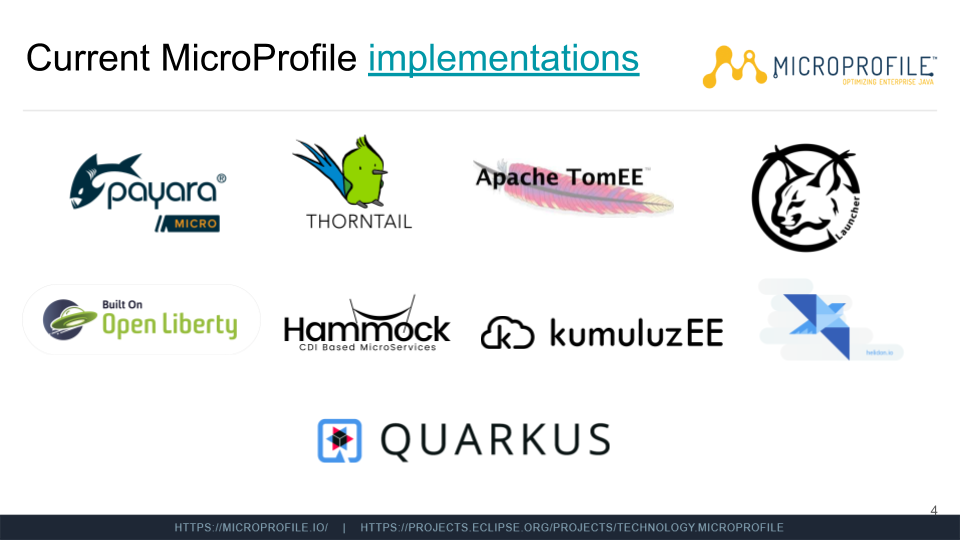 Current MicroProfile implementations
MICROPROFILE™
OPTIMIZING ENTERPRISE JAVA
payara®
// MICRO
THORNTAIL
Apache TomEE™
Launcher
Built On
Open Liberty
Hammock
CDI Based MicroServices
kumuluzEE
helidon.io
QUARKUS
4
HTTPS://MICROPROFILE.IO/ | HTTPS://PROJECTS.ECLIPSE.ORG/PROJECTS/TECHNOLOGY.MICROPROFILE